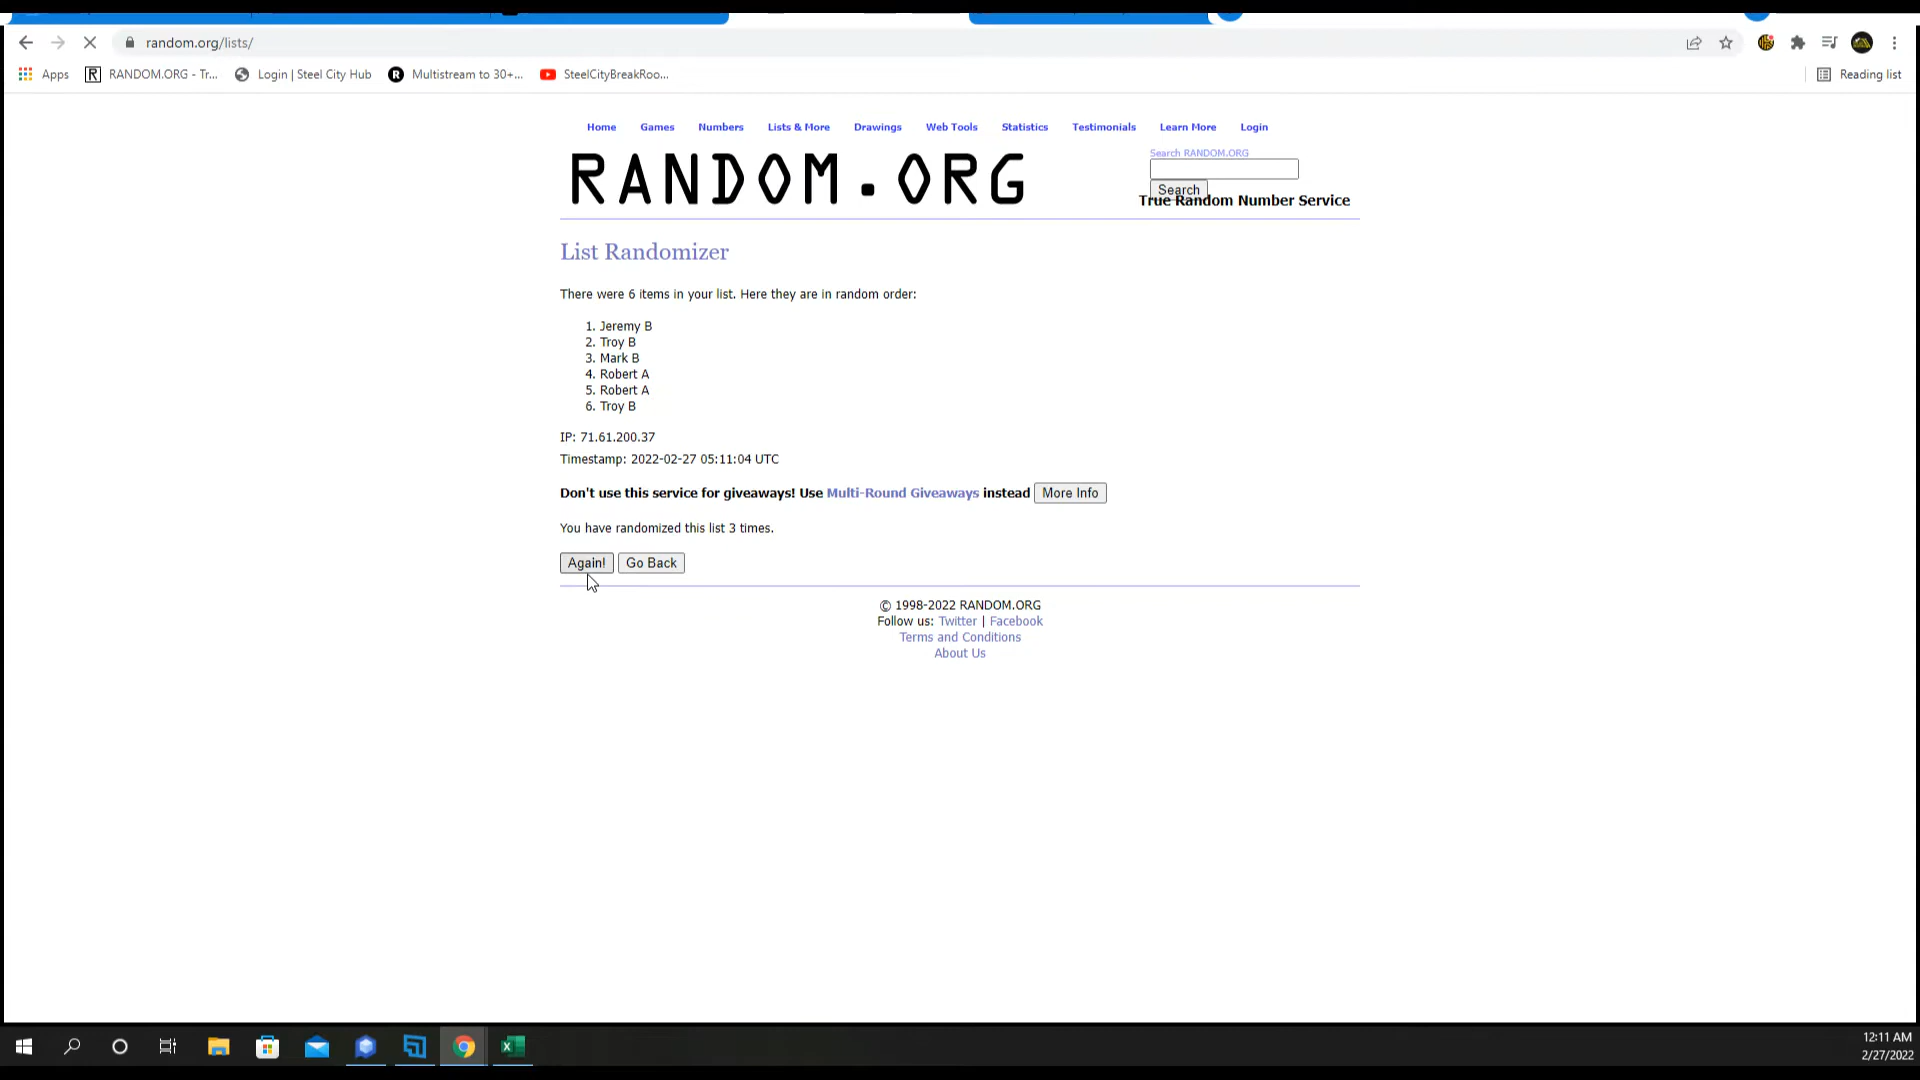 random.org/lists/
Apps RANDOM.ORG - Tr... Login | Steel City Hub Multistream to 30+... SteelCityBreakRoo... Reading list
Home Games Numbers Lists & More Drawings Web Tools Statistics Testimonials Learn More Login
RANDOM.ORG
Search RANDOM.ORG
Search
True Random Number Service
List Randomizer
There were 6 items in your list. Here they are in random order:
1. Jeremy B
2. Troy B
3. Mark B
4. Robert A
5. Robert A
6. Troy B
IP: 71.61.200.37
Timestamp: 2022-02-27 05:11:04 UTC
Don't use this service for giveaways! Use Multi-Round Giveaways instead More Info
You have randomized this list 3 times.
Again! Go Back
© 1998-2022 RANDOM.ORG
Follow us: Twitter | Facebook
Terms and Conditions
About Us
12:11 AM
2/27/2022